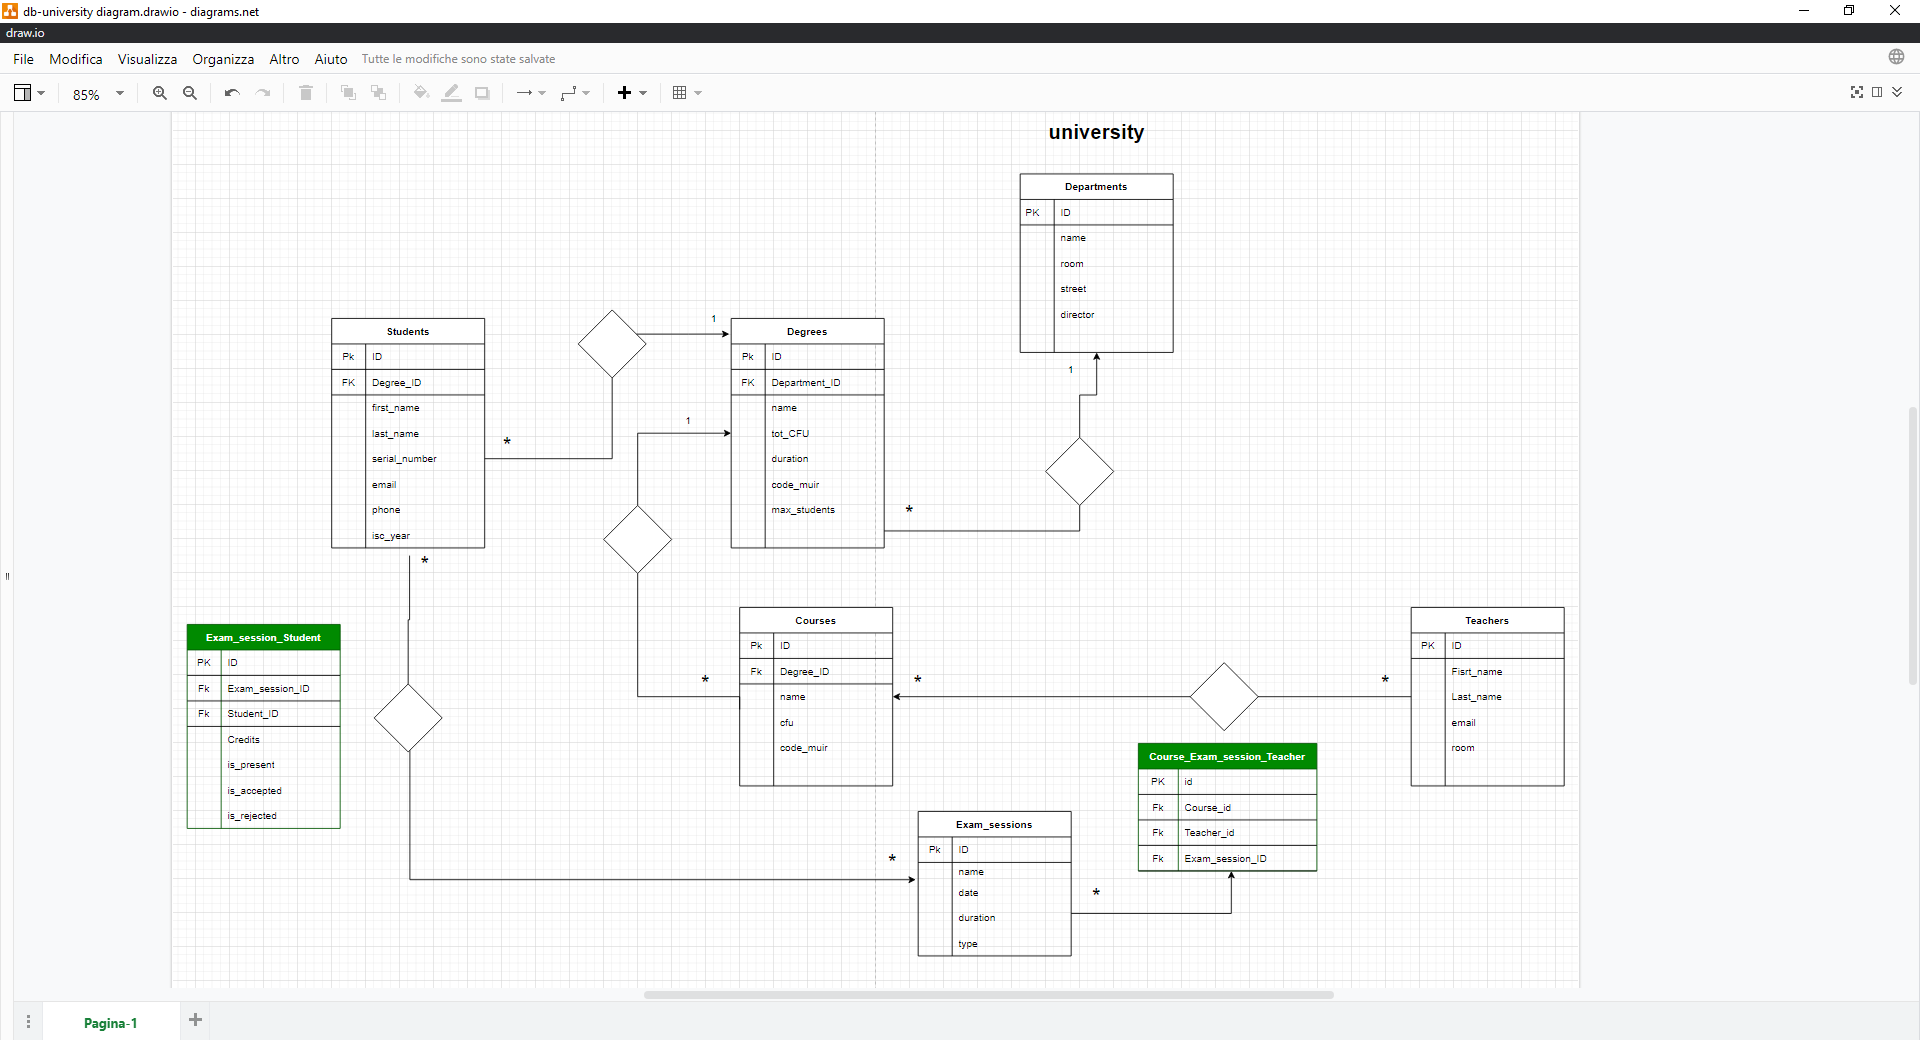 db-university diagram.drawio - diagrams.net
draw.io
File Modifica Visualizza Organizza Altro Aiuto Tutte le modifiche sono state salvate
85%
university
Departments
PK ID
name
room
street
director
1
Students
Pk ID
FK Degree_ID
first_name
last_name
serial_number
email
phone
isc_year
*
*
1
1
Degrees
Pk ID
FK Department_ID
name
tot_CFU
duration
code_muir
max_students
*
Exam_session_Student
PK ID
Fk Exam_session_ID
Fk Student_ID
Credits
is_present
is_accepted
is_rejected
*
Courses
Pk ID
Fk Degree_ID
name
cfu
code_muir
*
*
Teachers
PK ID
Fisrt_name
Last_name
email
room
Course_Exam_session_Teacher
PK id
Fk Course_id
Fk Teacher_id
Fk Exam_session_ID
*
Exam_sessions
Pk ID
name
date
duration
type
*
Pagina-1